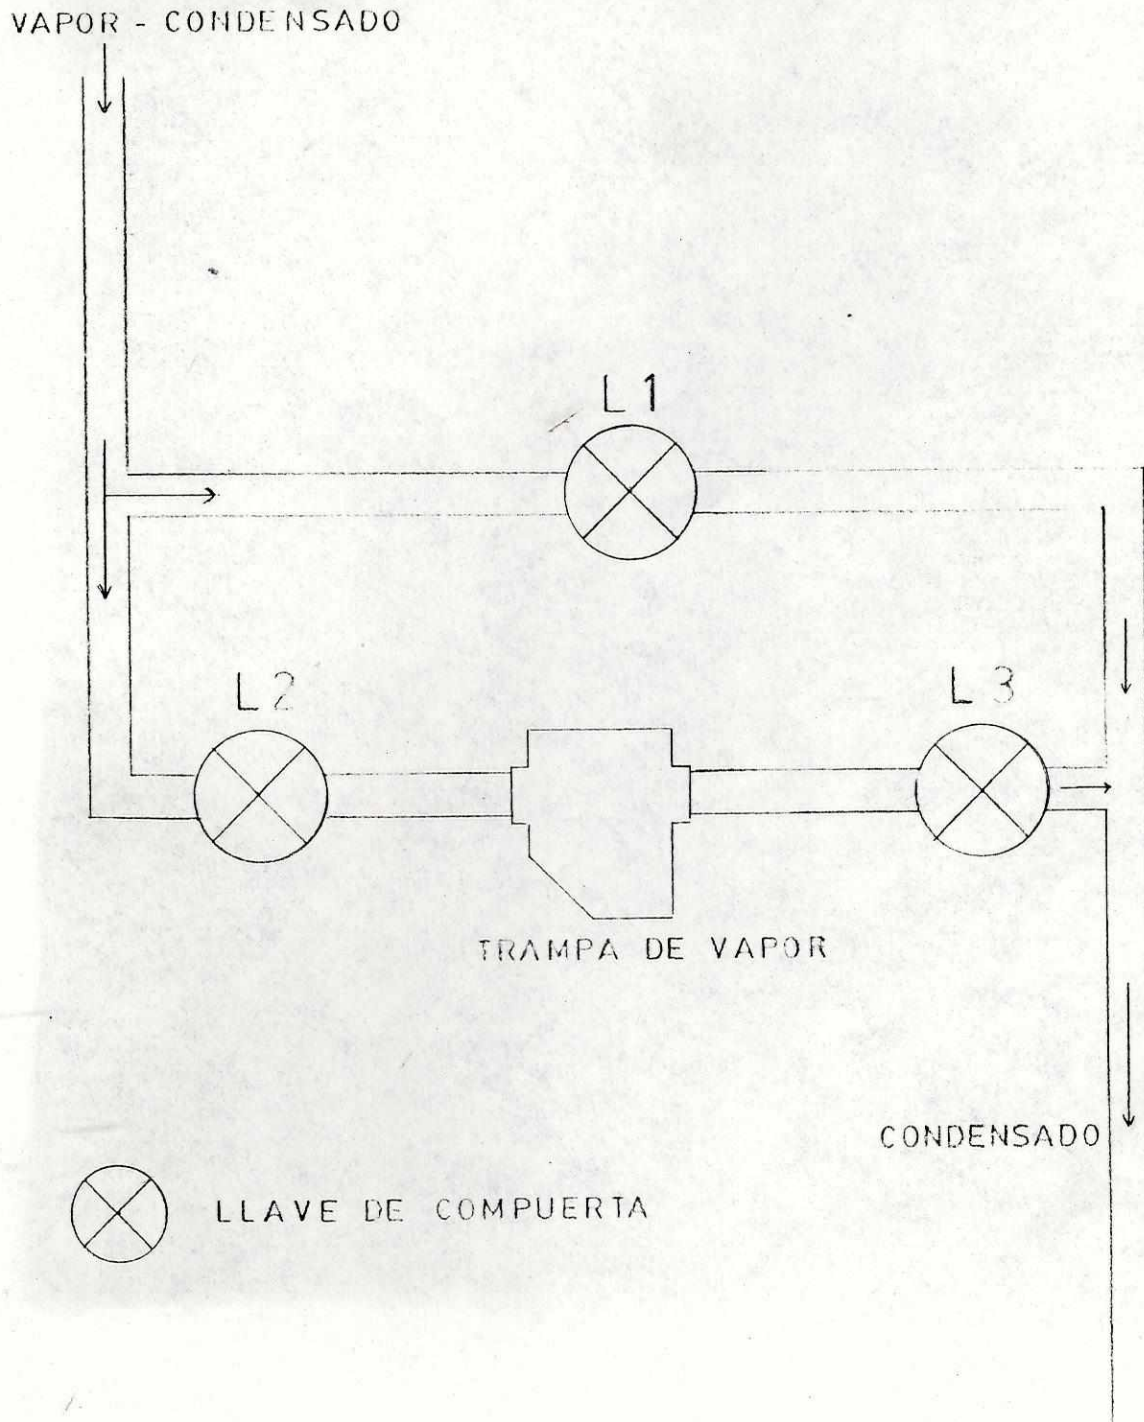 VAPOR - CONDENSADO
L1
L2
L3
TRAMPA DE VAPOR
CONDENSADO
LLAVE DE COMPUERTA